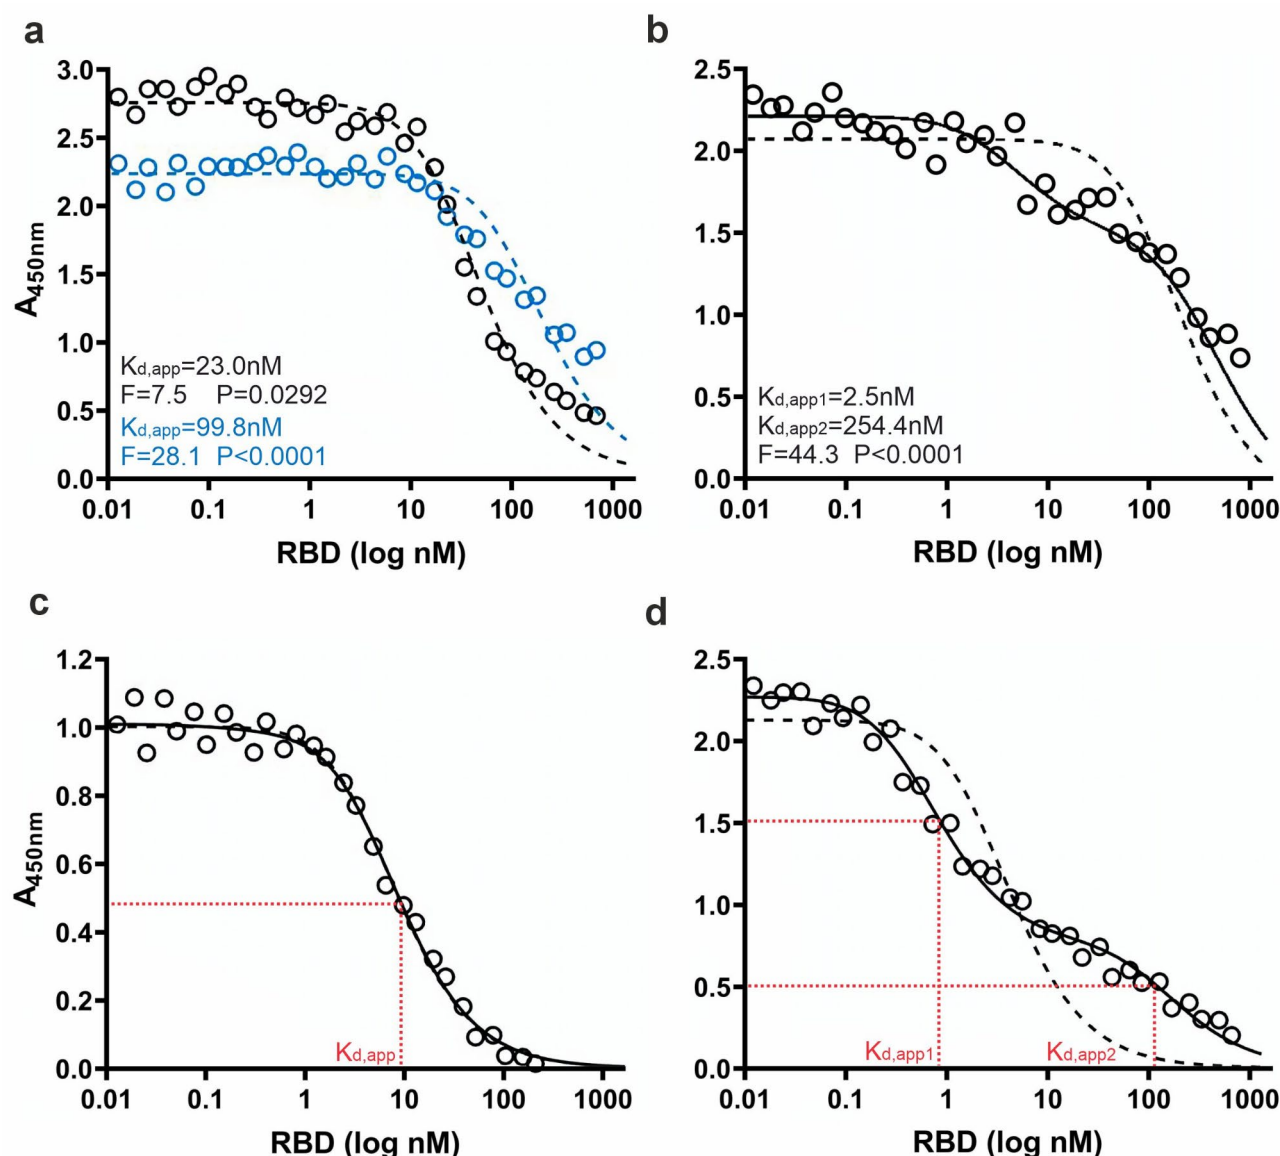 a
3.0
2.5
2.0
1.5
1.0
0.5
0.0
A450nm
Kd,app=23.0nM
F=7.5 P=0.0292
Kd,app=99.8nM
F=28.1 P<0.0001
0.01 0.1 1 10 100 1000
RBD (log nM)
b
2.5
2.0
1.5
1.0
0.5
0.0
Kd,app1=2.5nM
Kd,app2=254.4nM
F=44.3 P<0.0001
0.01 0.1 1 10 100 1000
RBD (log nM)
c
1.2
1.0
0.8
0.6
0.4
0.2
0.0
A450nm
Kd,app
0.01 0.1 1 10 100 1000
RBD (log nM)
d
2.5
2.0
1.5
1.0
0.5
0.0
Kd,app1 Kd,app2
0.01 0.1 1 10 100 1000
RBD (log nM)